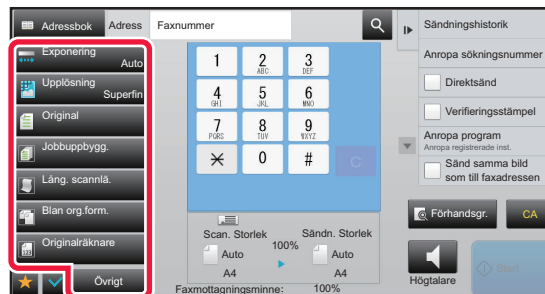 Adressbok
Adress
Faxnummer
Sändningshistorik
Exponering
Auto
Upplösning
Superfin
Original
Jobbuppbygg.
Lång. scannlä.
Blan org.form.
Originalräknare
Övrigt
1
2
ABC
3
DEF
4
GHI
5
JKL
6
MNO
7
PQRS
8
TUV
9
WXYZ
0
#
C
Scan. Storlek
Auto
A4
100%
Sändn. Storlek
Auto
A4
Faxmottagningsminne: 100%
Anropa sökningsnummer
Direktsänd
Verifieringsstämpel
Anropa program
Anropa registrerade inst.
Sänd samma bild
som till faxadressen
Förhandsgr.
CA
Högtalare
Start